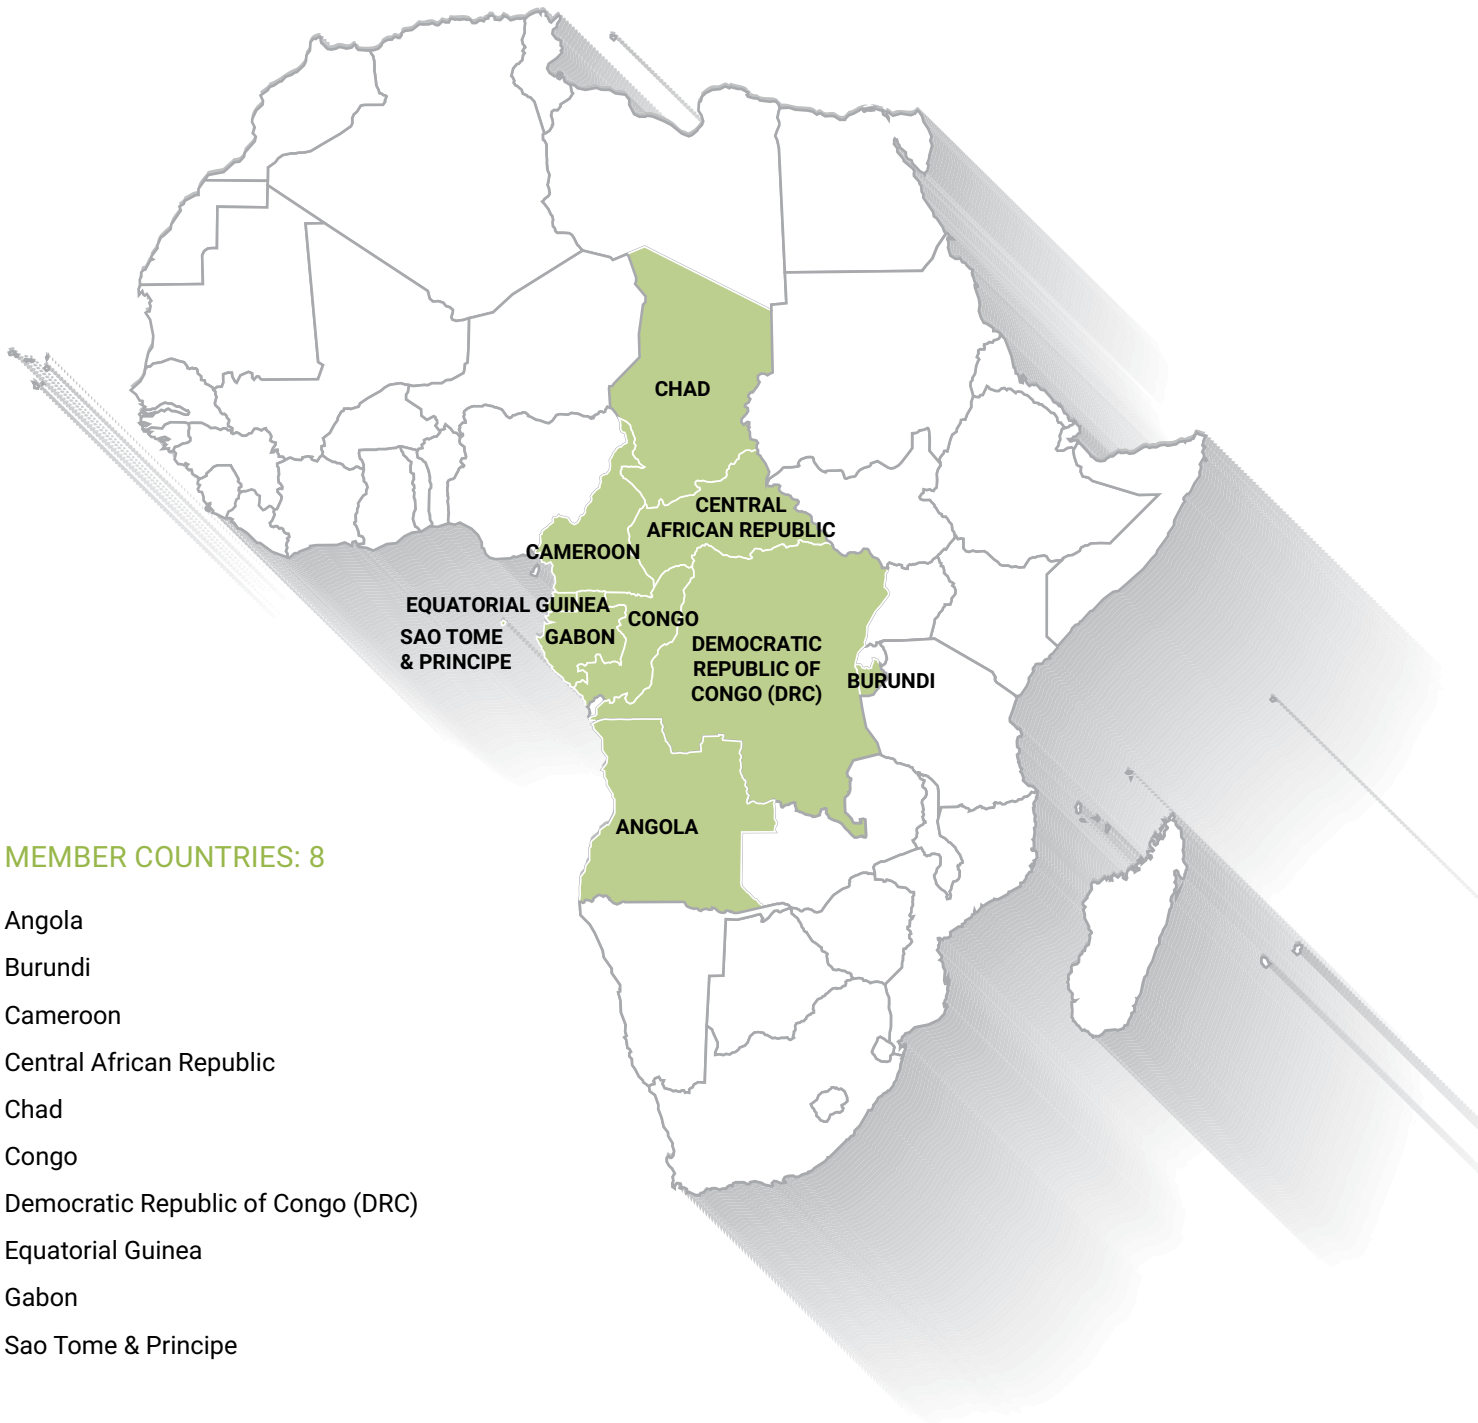 CHAD
CENTRAL
AFRICAN REPUBLIC
CAMEROON
EQUATORIAL GUINEA
CONGO
SAO TOME
& PRINCIPE
GABON
DEMOCRATIC
REPUBLIC OF
CONGO (DRC)
BURUNDI
ANGOLA
MEMBER COUNTRIES: 8
Angola
Burundi
Cameroon
Central African Republic
Chad
Congo
Democratic Republic of Congo (DRC)
Equatorial Guinea
Gabon
Sao Tome & Principe